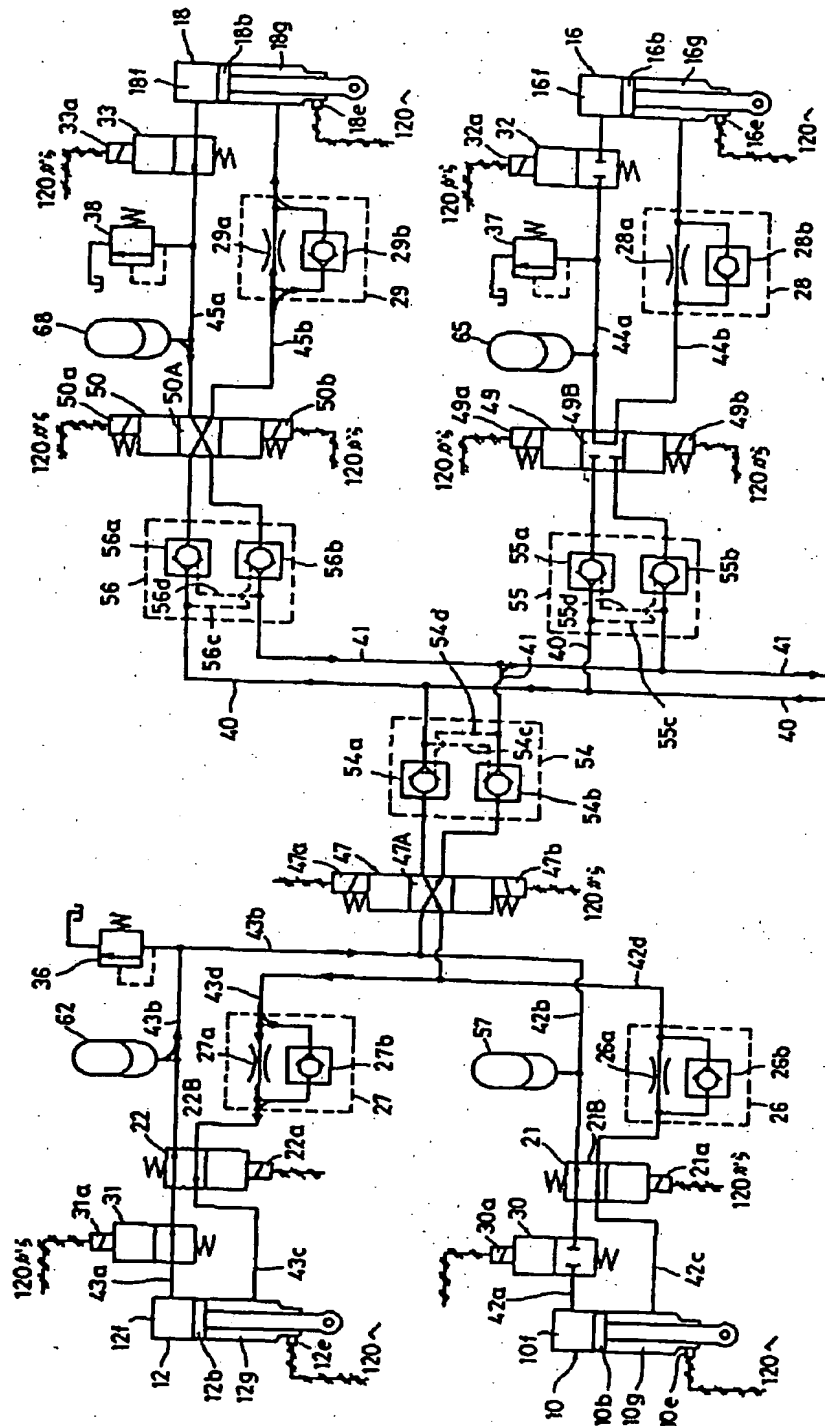 120から
33a
33
18
18f
18b
18g
18e
120へ
38
68
45a
29a
29b
29
45b
50a
50
50A
50b
120から
120から
56a
56
56d
56b
56c
40
41
54d
41
40
120から
32a
32
16
16f
16b
16g
16e
120へ
37
65
44a
28a
28b
28
44b
49a
49
49B
49b
120から
120から
55a
55
55d
55b
55c
41
40
54a
54c
54
54b
47a
47
47A
47b
120から
36
43b
62
43b
43d
27a
27b
27
22B
22
22a
31a
31
120から
43a
43c
12f
12
12b
12g
12e
120へ
42b
42d
57
26a
26b
26
21
21B
21a
120から
30a
30
42a
42c
10f
10
10b
10g
10e
120へ